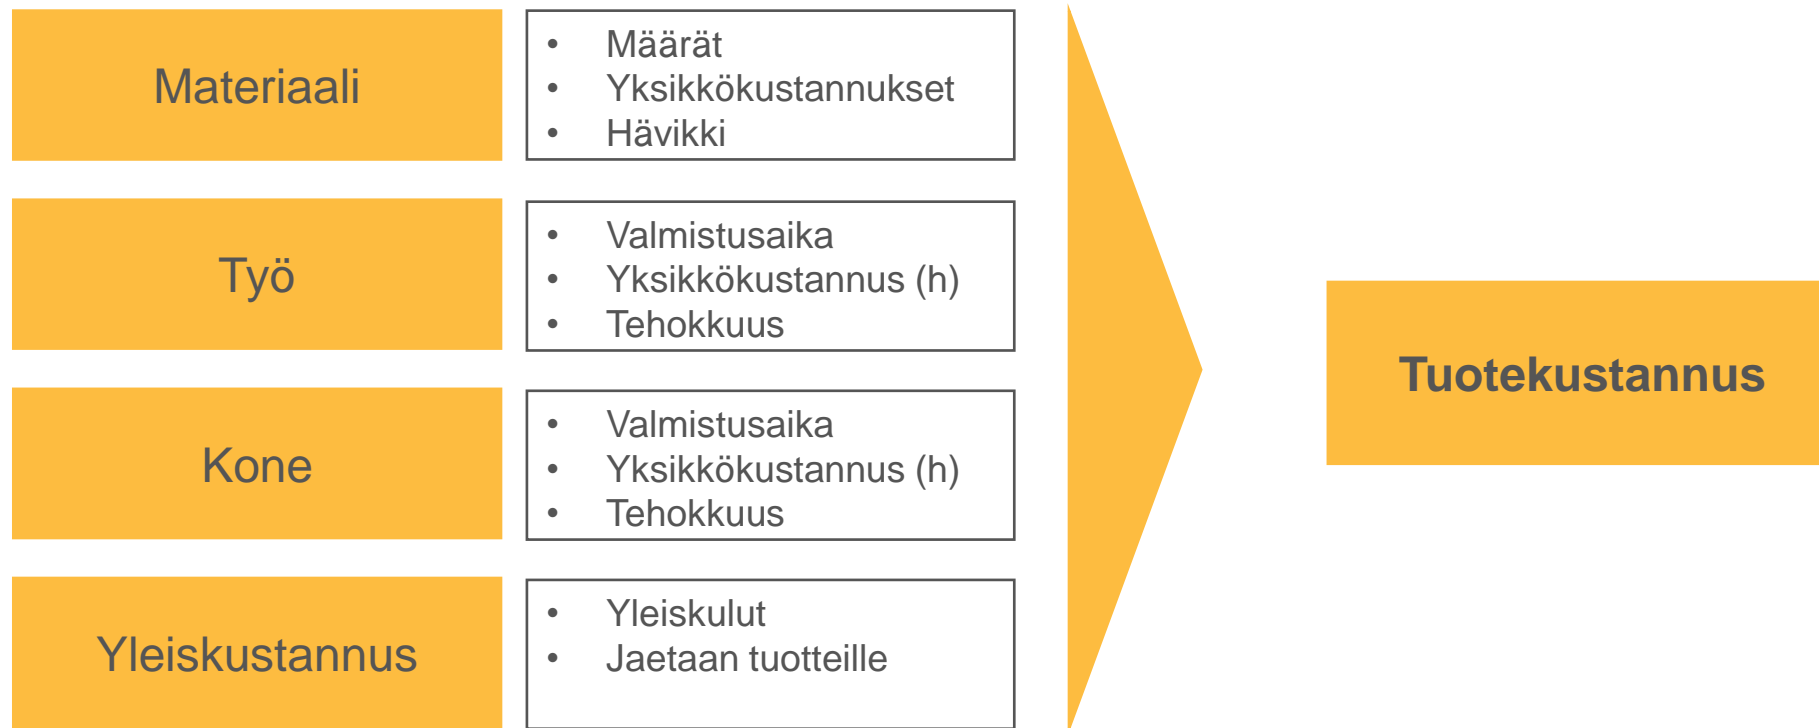 Materiaali
• Määrät
• Yksikkökustannukset
• Hävikki
Työ
• Valmistusaika
• Yksikkökustannus (h)
• Tehokkuus
Kone
• Valmistusaika
• Yksikkökustannus (h)
• Tehokkuus
Yleiskustannus
• Yleiskulut
• Jaetaan tuotteille
Tuotekustannus